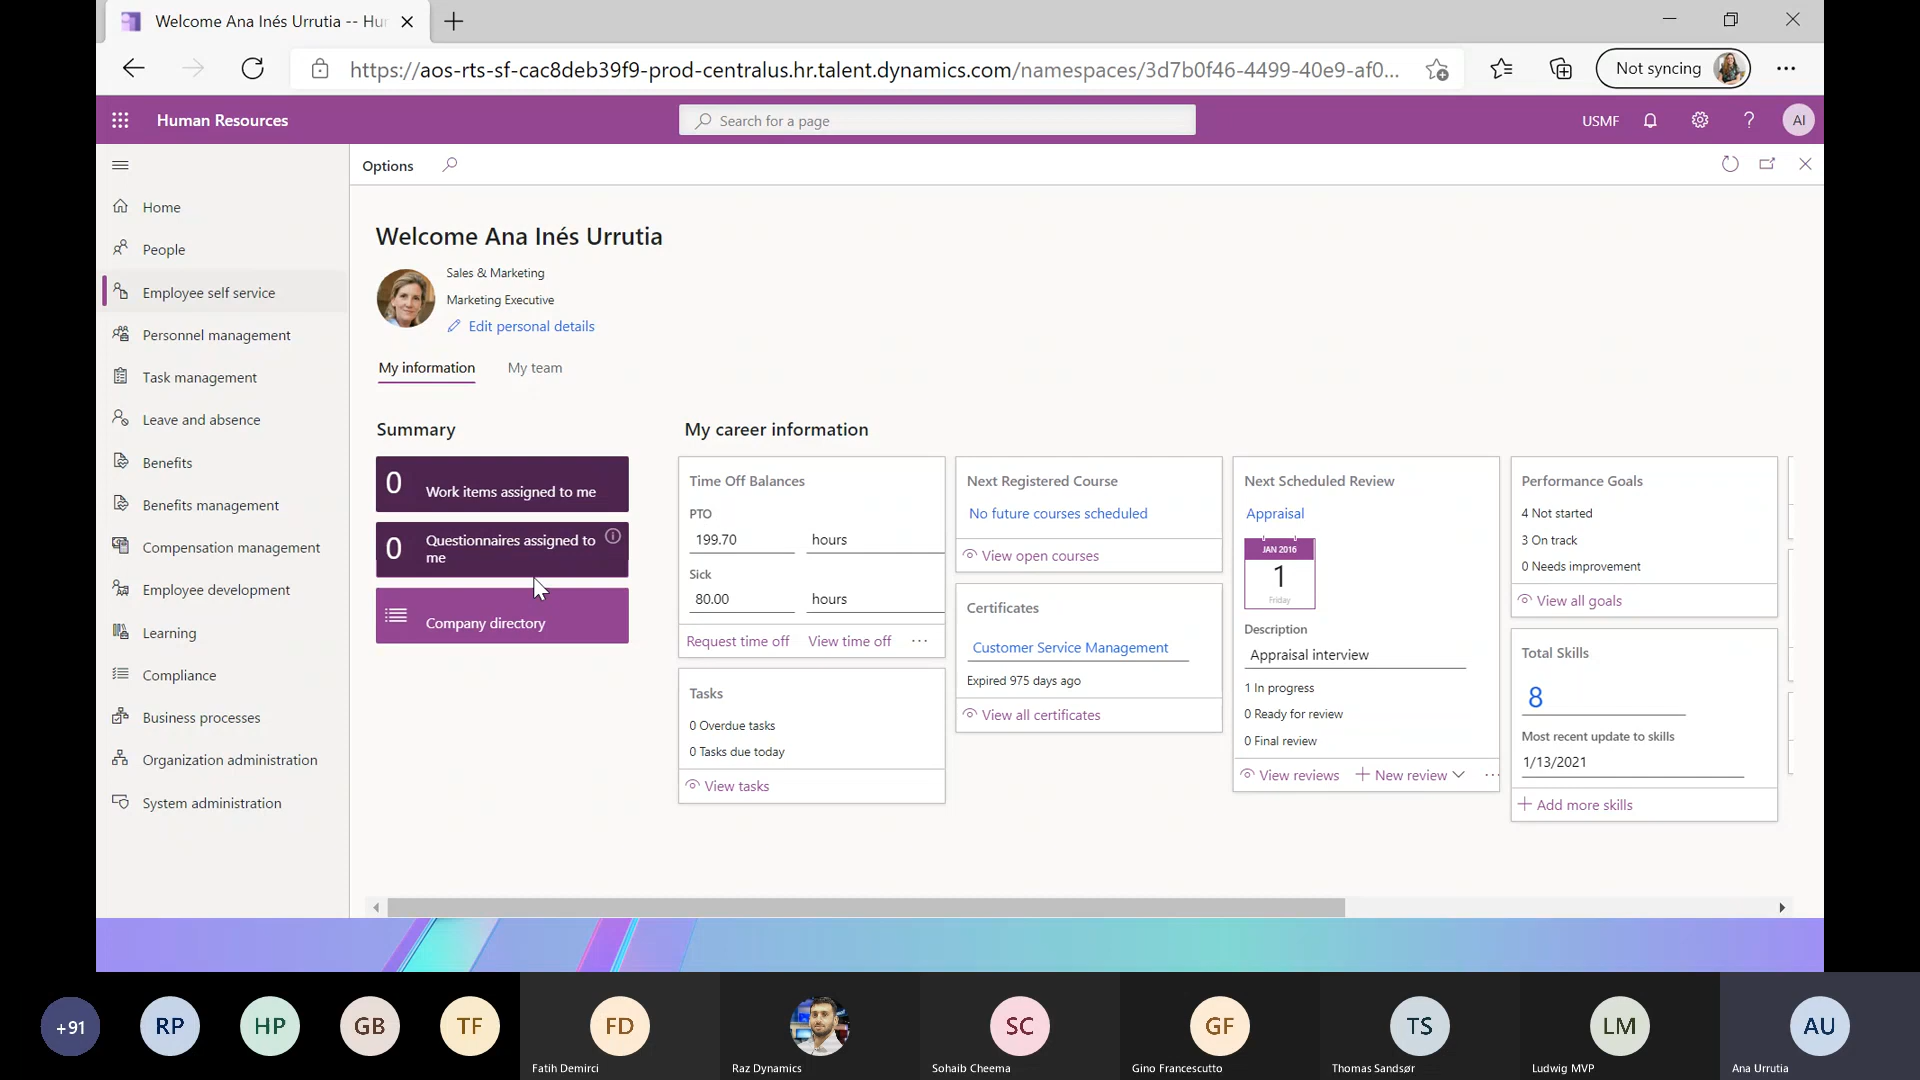 Welcome Ana Inés Urrutia -- Hur
https://aos-rts-sf-cac8deb39f9-prod-centralus.hr.talent.dynamics.com/namespaces/3d7b0f46-4499-40e9-af0...
Not syncing
Human Resources
Search for a page
USMF
?
AI
Options
Home
People
Employee self service
Personnel management
Task management
Leave and absence
Benefits
Benefits management
Compensation management
Employee development
Learning
Compliance
Business processes
Organization administration
System administration
Welcome Ana Inés Urrutia
Sales & Marketing
Marketing Executive
Edit personal details
My information
My team
Summary
0 Work items assigned to me
0 Questionnaires assigned to
me
Company directory
My career information
Time Off Balances
PTO
199.70 hours
Sick
80.00 hours
Request time off View time off ...
Tasks
0 Overdue tasks
0 Tasks due today
View tasks
Next Registered Course
No future courses scheduled
View open courses
Certificates
Customer Service Management
Expired 975 days ago
View all certificates
Next Scheduled Review
Appraisal
JAN 2016
1
Friday
Description
Appraisal interview
1 In progress
0 Ready for review
0 Final review
View reviews + New review ...
Performance Goals
4 Not started
3 On track
0 Needs improvement
View all goals
Total Skills
8
Most recent update to skills
1/13/2021
+ Add more skills
+91
RP
HP
GB
TF
FD
Fatih Demirci
Raz Dynamics
SC
Sohaib Cheema
GF
Gino Francescutto
TS
Thomas Sandsør
LM
Ludwig MVP
AU
Ana Urrutia